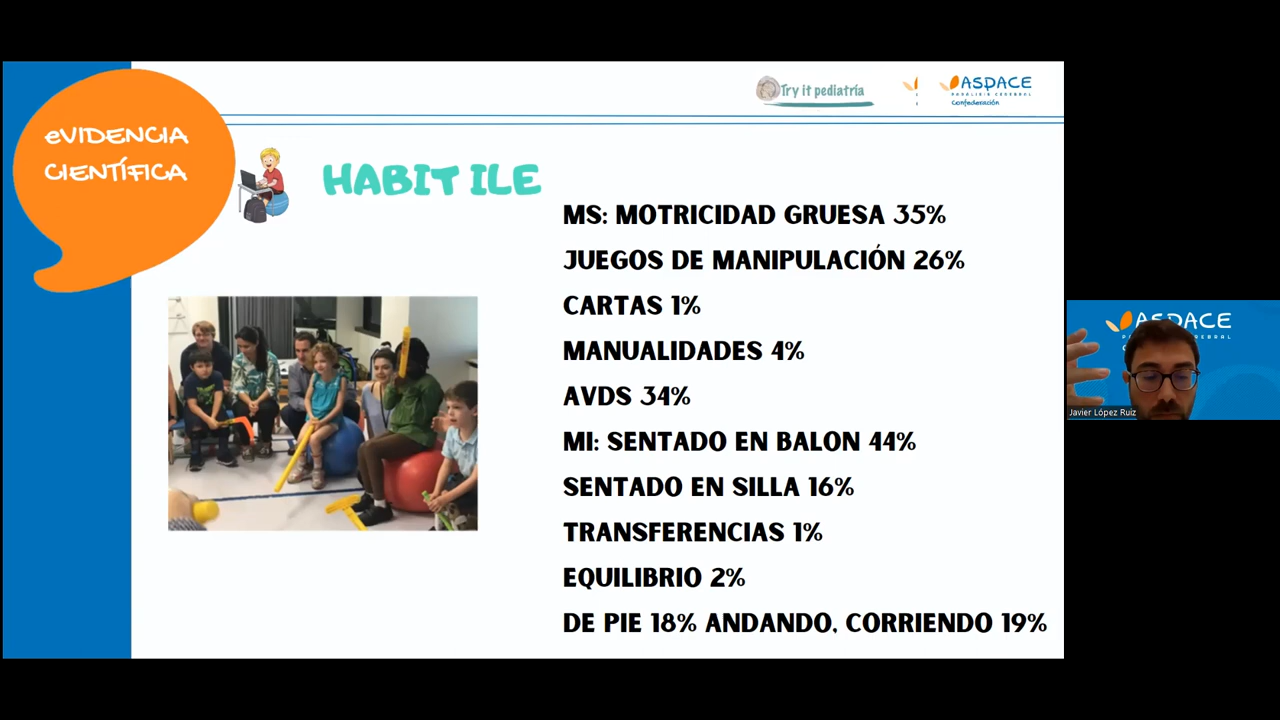 eVIDENCIA
CIENTÍFICA
Try it pediatría
ASPACE
PARÁLISIS CEREBRAL
Confederación
HABIT ILE
MS: MOTRICIDAD GRUESA 35%
JUEGOS DE MANIPULACIÓN 26%
CARTAS 1%
MANUALIDADES 4%
AVDS 34%
MI: SENTADO EN BALON 44%
SENTADO EN SILLA 16%
TRANSFERENCIAS 1%
EQUILIBRIO 2%
DE PIE 18% ANDANDO, CORRIENDO 19%
ASPACE
Javier López Ruiz